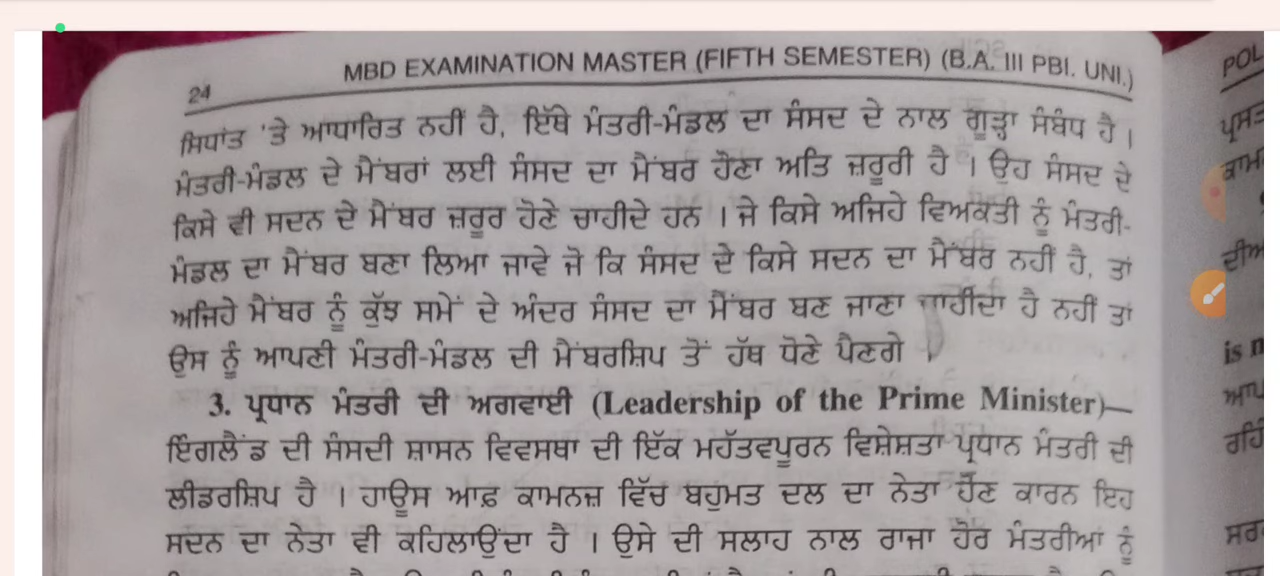 24
MBD EXAMINATION MASTER (FIFTH SEMESTER) (B.A. III PBI. UNI.)
ਸਿਧਾਂਤ 'ਤੇ ਆਧਾਰਿਤ ਨਹੀਂ ਹੈ, ਇੱਥੇ ਮੰਤਰੀ-ਮੰਡਲ ਦਾ ਸੰਸਦ ਦੇ ਨਾਲ ਗੂੜ੍ਹਾ ਸੰਬੰਧ ਹੈ ।
ਮੰਤਰੀ-ਮੰਡਲ ਦੇ ਮੈਂਬਰਾਂ ਲਈ ਸੰਸਦ ਦਾ ਮੈਂਬਰ ਹੋਣਾ ਅਤਿ ਜ਼ਰੂਰੀ ਹੈ । ਉਹ ਸੰਸਦ ਦੇ
ਕਿਸੇ ਵੀ ਸਦਨ ਦੇ ਮੈਂਬਰ ਜ਼ਰੂਰ ਹੋਣੇ ਚਾਹੀਦੇ ਹਨ । ਜੇ ਕਿਸੇ ਅਜਿਹੇ ਵਿਅਕਤੀ ਨੂੰ ਮੰਤਰੀ-
ਮੰਡਲ ਦਾ ਮੈਂਬਰ ਬਣਾ ਲਿਆ ਜਾਵੇ ਜੋ ਕਿ ਸੰਸਦ ਦੇ ਕਿਸੇ ਸਦਨ ਦਾ ਮੈਂਬਰ ਨਹੀਂ ਹੈ, ਤਾਂ
ਅਜਿਹੇ ਮੈਂਬਰ ਨੂੰ ਕੁੱਝ ਸਮੇਂ ਦੇ ਅੰਦਰ ਸੰਸਦ ਦਾ ਮੈਂਬਰ ਬਣ ਜਾਣਾ ਚਾਹੀਦਾ ਹੈ ਨਹੀਂ ਤਾਂ
ਉਸ ਨੂੰ ਆਪਣੀ ਮੰਤਰੀ-ਮੰਡਲ ਦੀ ਮੈਂਬਰਸ਼ਿਪ ਤੋਂ ਹੱਥ ਧੋਣੇ ਪੈਣਗੇ
3. ਪ੍ਰਧਾਨ ਮੰਤਰੀ ਦੀ ਅਗਵਾਈ (Leadership of the Prime Minister)—
ਇੰਗਲੈਂਡ ਦੀ ਸੰਸਦੀ ਸ਼ਾਸਨ ਵਿਵਸਥਾ ਦੀ ਇੱਕ ਮਹੱਤਵਪੂਰਨ ਵਿਸ਼ੇਸ਼ਤਾ ਪ੍ਰਧਾਨ ਮੰਤਰੀ ਦੀ
ਲੀਡਰਸ਼ਿਪ ਹੈ । ਹਾਊਸ ਆਫ਼ ਕਾਮਨਜ਼ ਵਿੱਚ ਬਹੁਮਤ ਦਲ ਦਾ ਨੇਤਾ ਹੋਣ ਕਾਰਨ ਇਹ
ਸਦਨ ਦਾ ਨੇਤਾ ਵੀ ਕਹਿਲਾਉਂਦਾ ਹੈ । ਉਸੇ ਦੀ ਸਲਾਹ ਨਾਲ ਰਾਜਾ ਹੋਰ ਮੰਤਰੀਆਂ ਨੂੰ
POL
is n